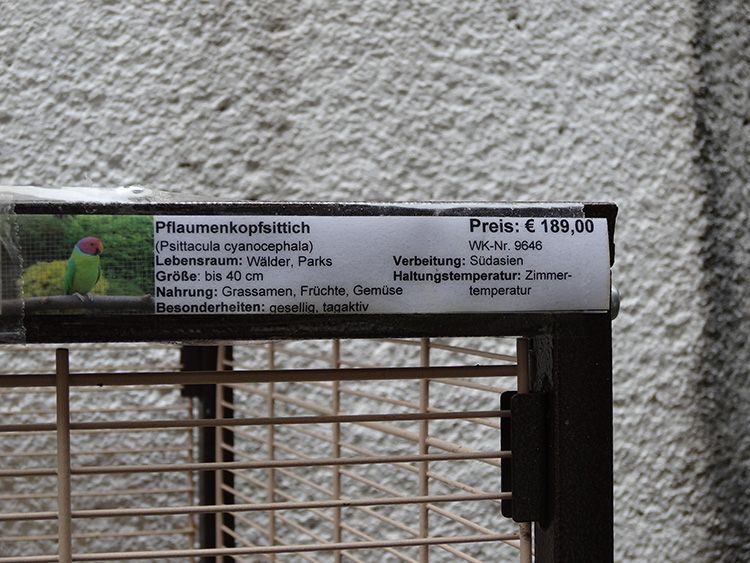 Pflaumenkopfsittich Preis: € 189,00
(Psittacula cyanocephala) WK-Nr. 9646
Lebensraum: Wälder, Parks Verbeitung: Südasien
Größe: bis 40 cm Haltungstemperatur: Zimmer-
Nahrung: Grassamen, Früchte, Gemüse temperatur
Besonderheiten: gesellig, tagaktiv